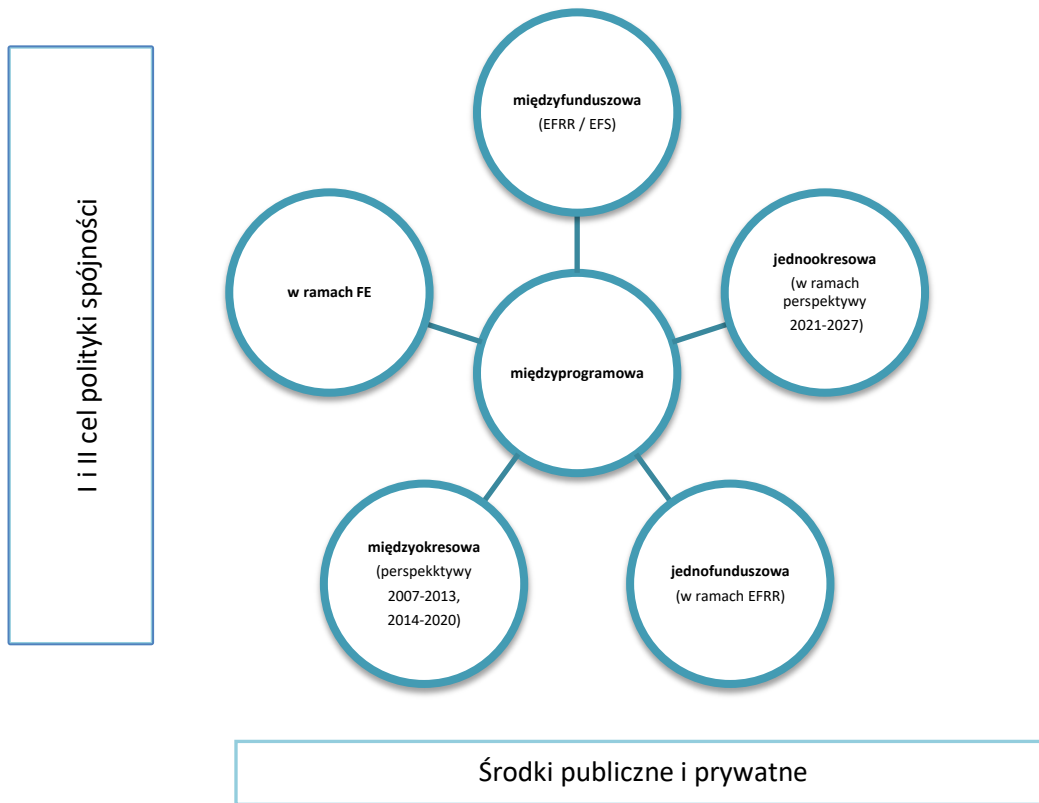 I i II cel polityki spójności
międzyfunduszowa
(EFRR / EFS)
w ramach FE
jednookresowa
(w ramach
perspektywy
2021-2027)
międzyprogramowa
międzyokresowa
(perspekktywy
2007-2013,
2014-2020)
jednofunduszowa
(w ramach EFRR)
Środki publiczne i prywatne